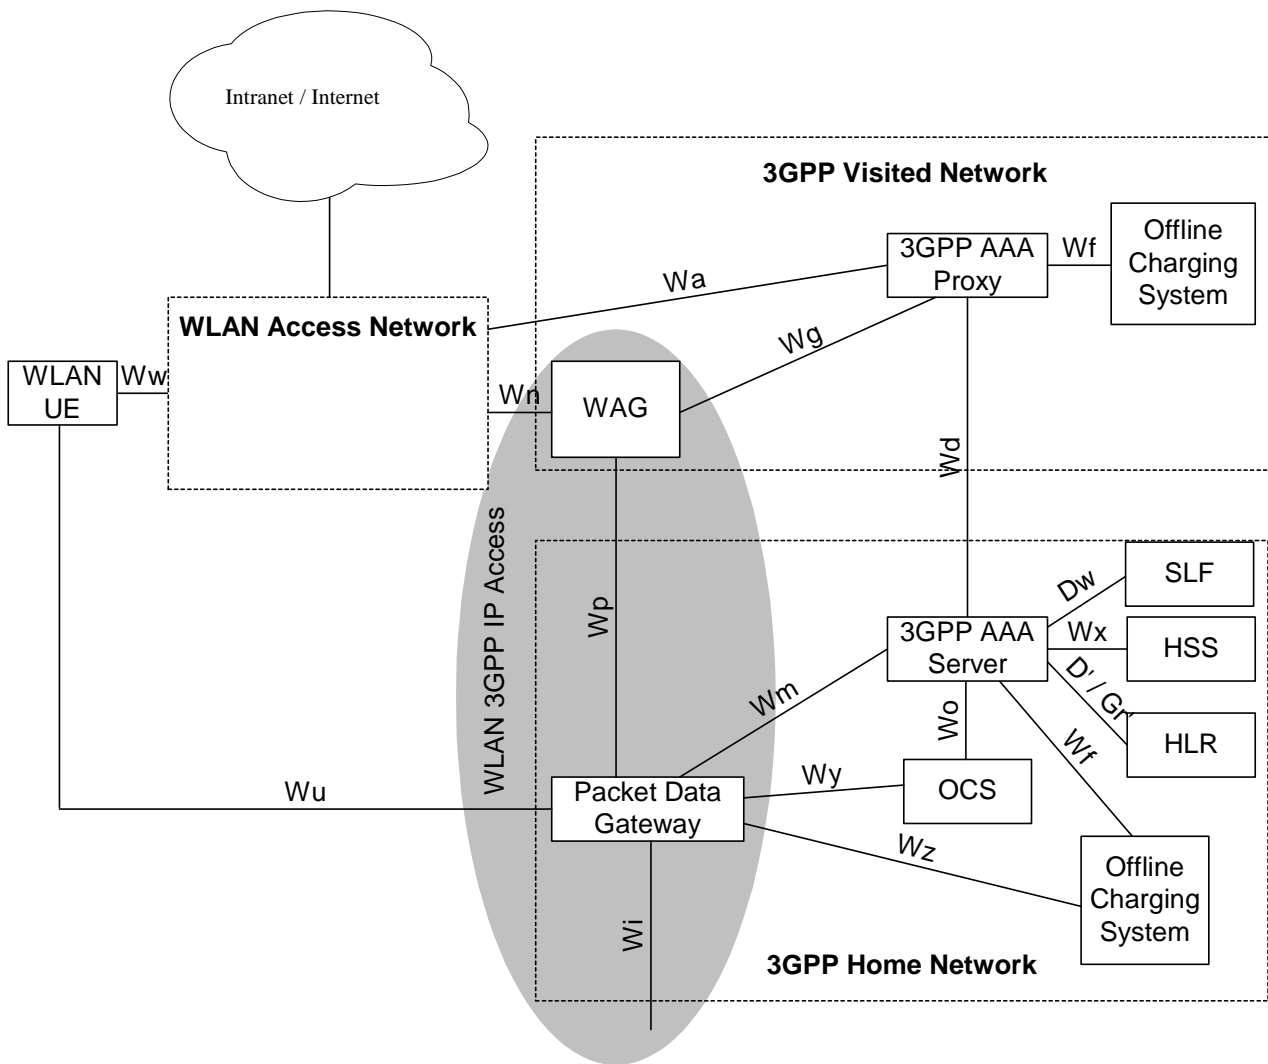 Intranet / Internet
3GPP Visited Network
3GPP AAA
Proxy
Wf
Offline
Charging
System
Wa
WLAN Access Network
Wg
WLAN
UE
Ww
Wn
WAG
Wd
WLAN 3GPP IP Access
Wp
SLF
Dw
3GPP AAA
Server
Wx
HSS
D' / Gr'
HLR
Wm
Wo
Wf
Wu
Packet Data
Gateway
Wy
OCS
Wz
Offline
Charging
System
Wi
3GPP Home Network